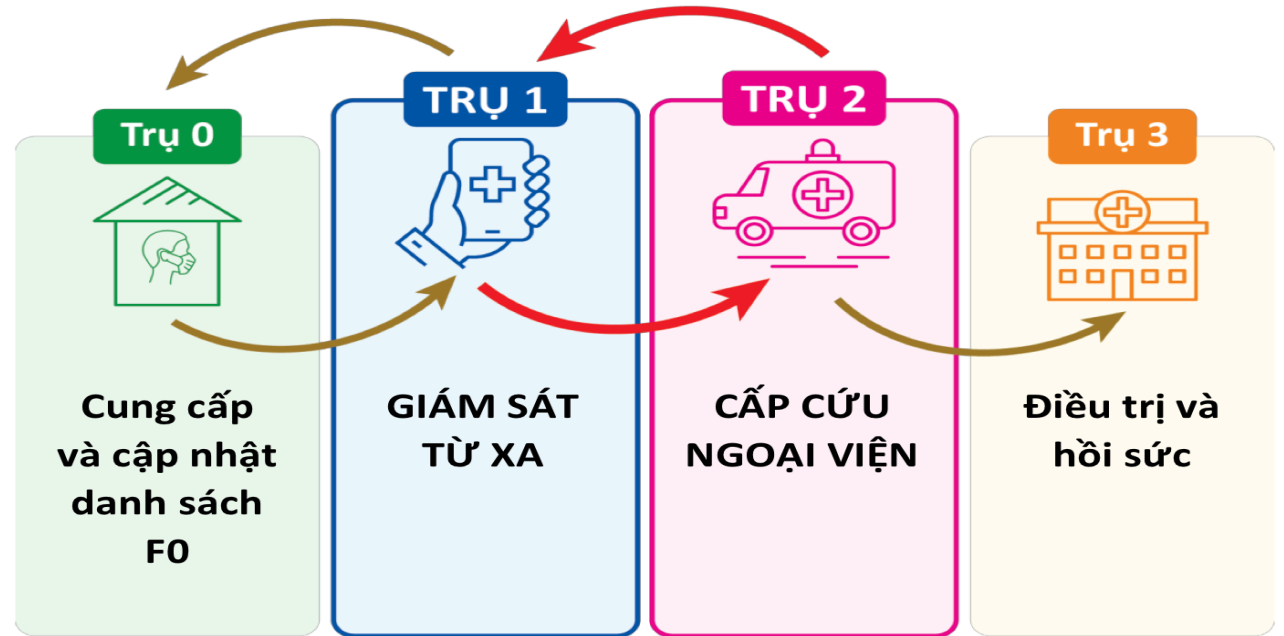 Trụ 0
Cung cấp
và cập nhật
danh sách
F0
TRỤ 1
GIÁM SÁT
TỪ XA
TRỤ 2
CẤP CỨU
NGOẠI VIỆN
Trụ 3
Điều trị và
hồi sức